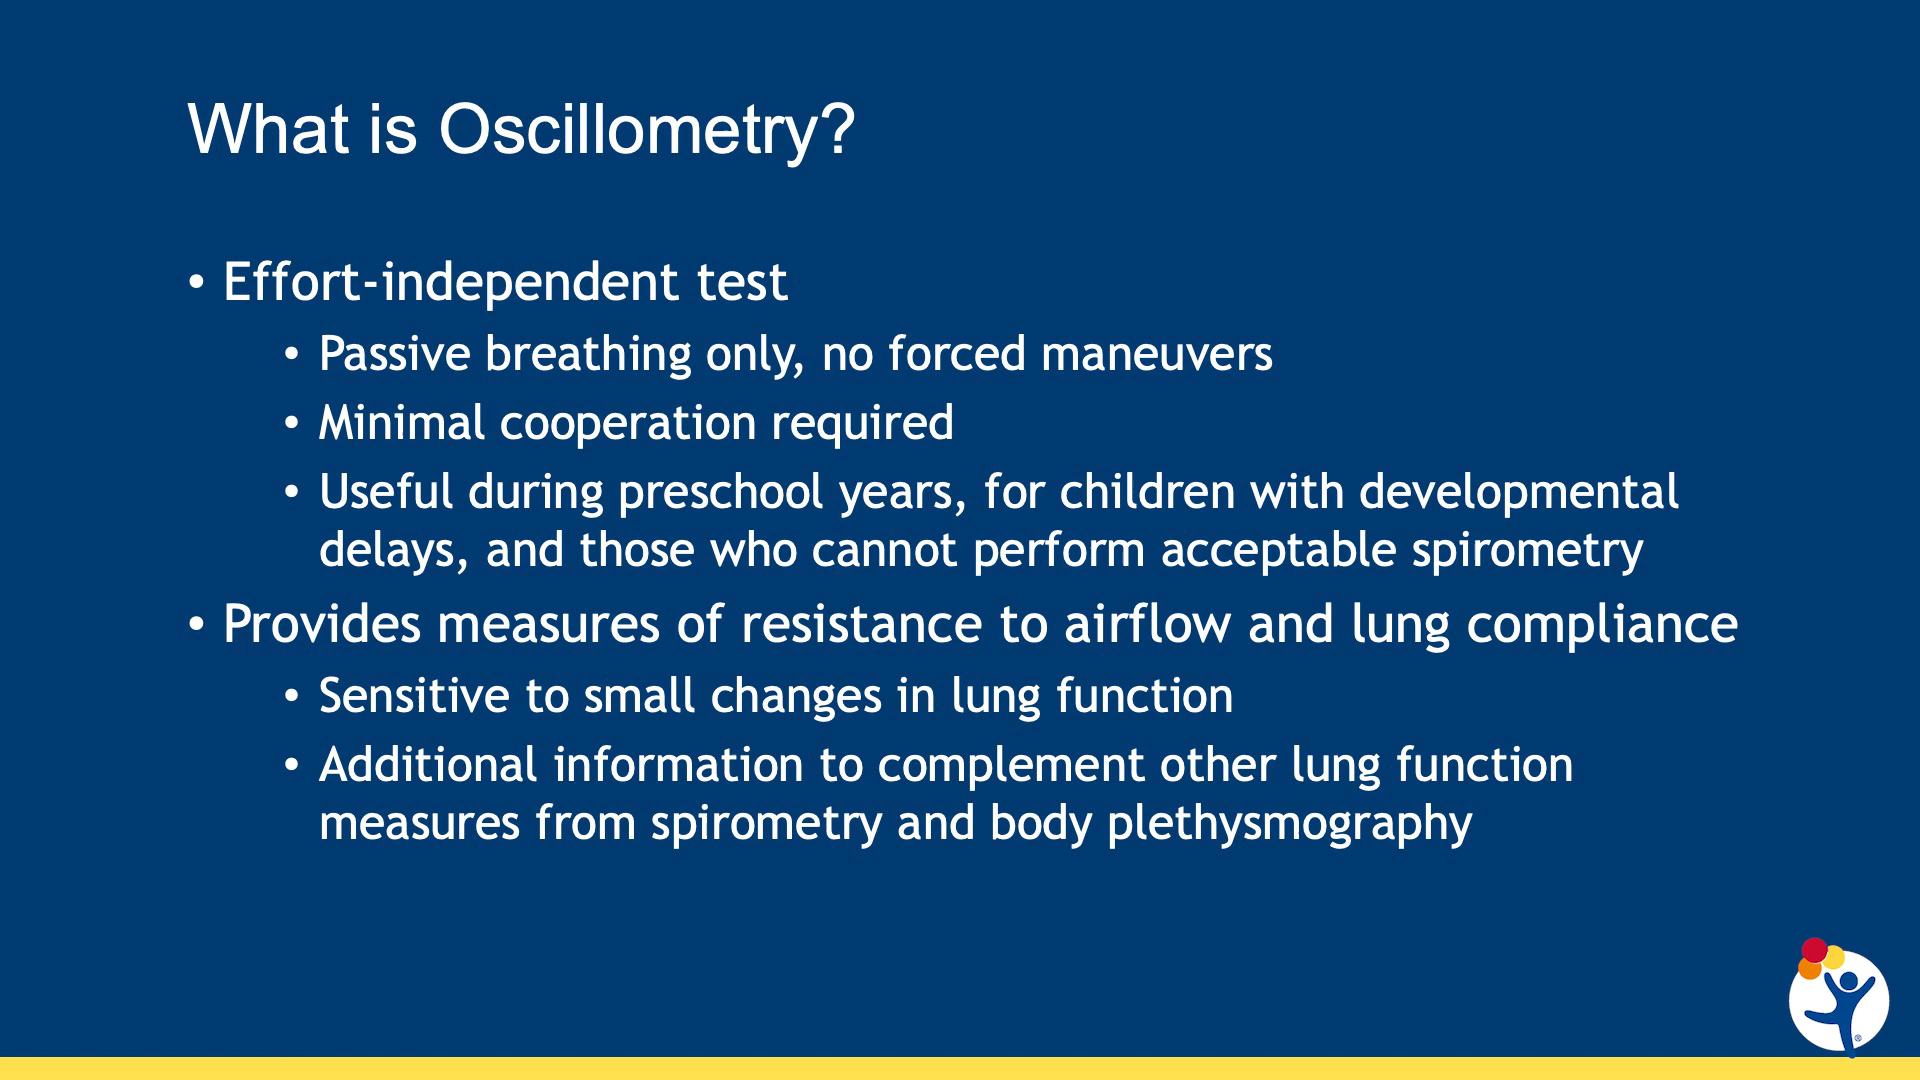 What is Oscillometry?
• Effort-independent test
• Passive breathing only, no forced maneuvers
• Minimal cooperation required
• Useful during preschool years, for children with developmental
delays, and those who cannot perform acceptable spirometry
• Provides measures of resistance to airflow and lung compliance
• Sensitive to small changes in lung function
• Additional information to complement other lung function
measures from spirometry and body plethysmography
®